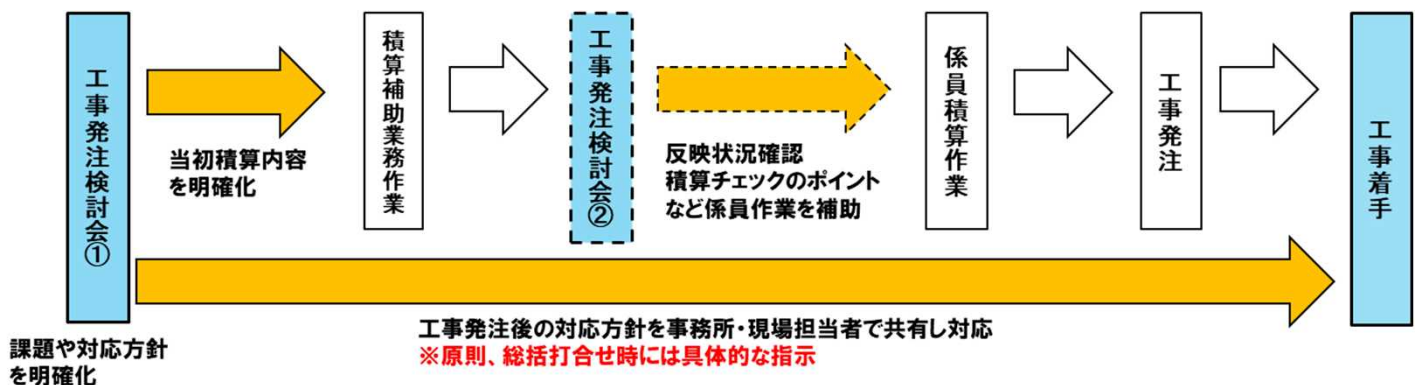 工事発注検討会①
当初積算内容
を明確化
積算補助業務作業
工事発注検討会②
反映状況確認
積算チェックのポイント
など係員作業を補助
係員積算作業
工事発注
工事着手
工事発注後の対応方針を事務所・現場担当者で共有し対応
※原則、総括打合せ時には具体的な指示
課題や対応方針
を明確化